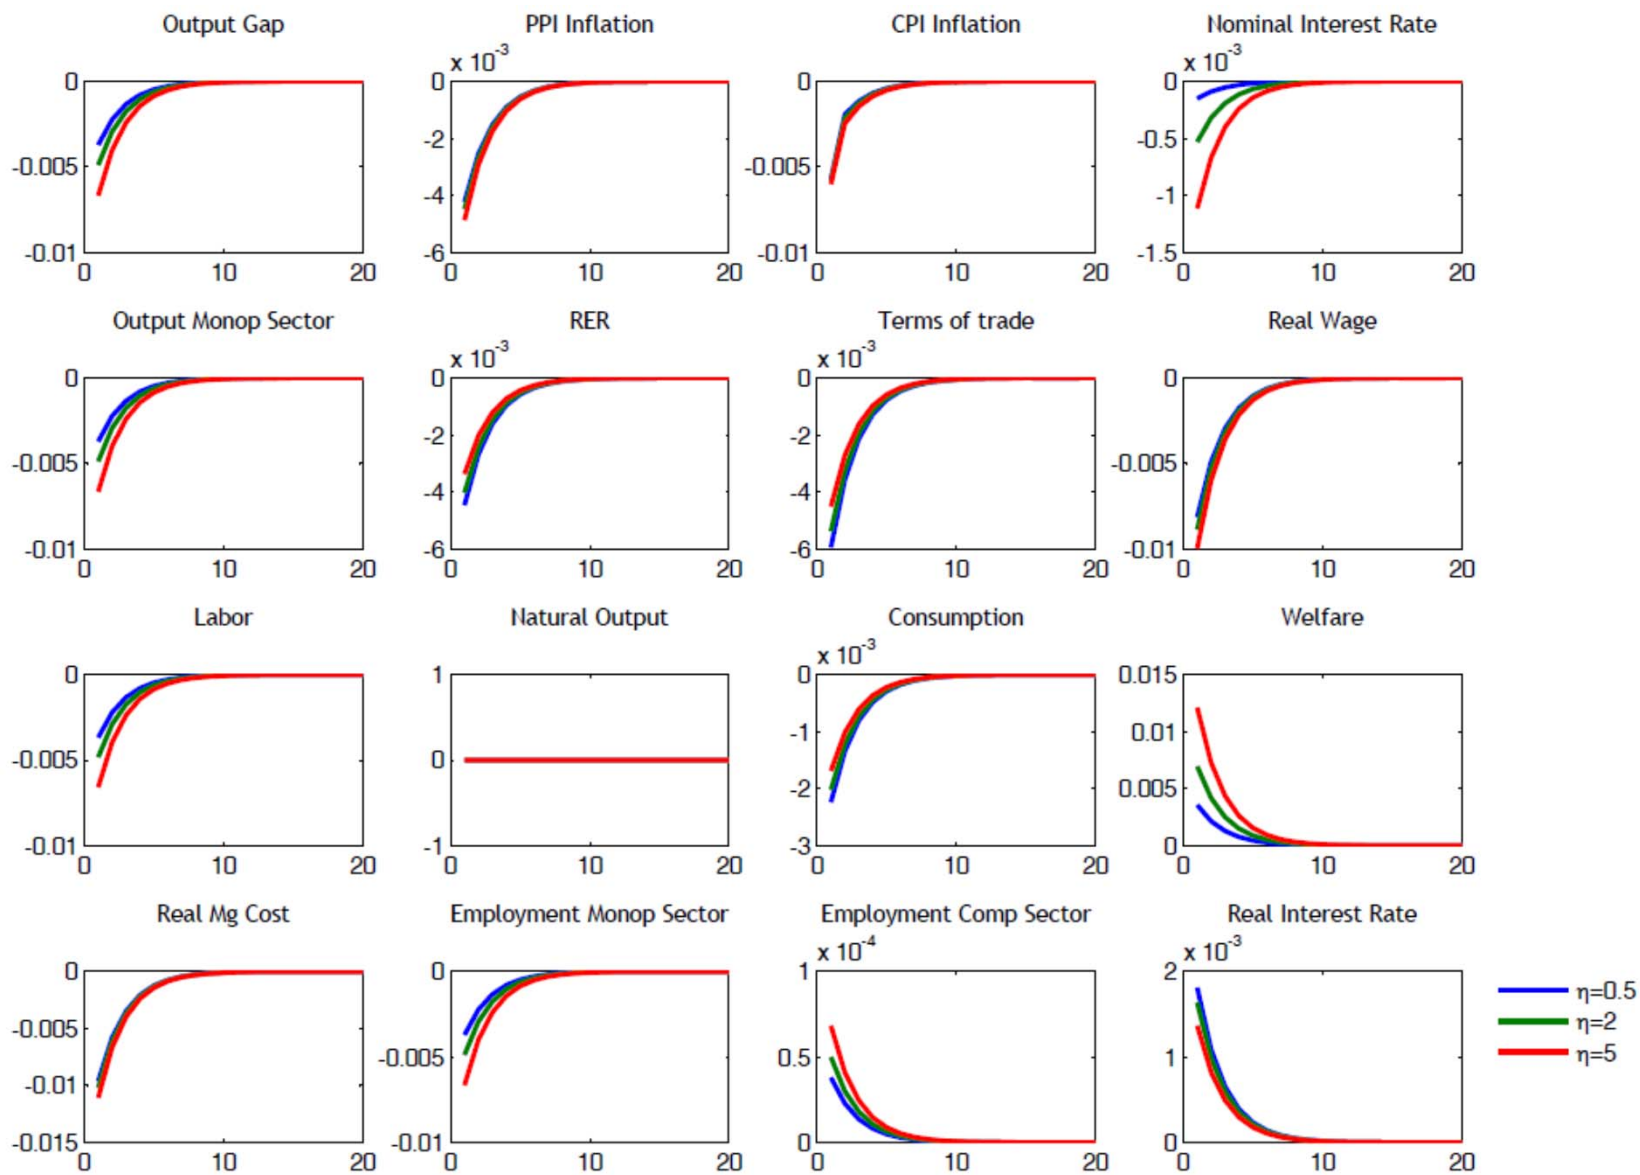 Output Gap PPI Inflation CPI Inflation Nominal Interest Rate
x 10^-3 x 10^-3
0 0 0 0
-2 -0.5
-0.005 -0.005
-4 -1
-0.01 -6 -0.01 -1.5
0 10 20 0 10 20 0 10 20 0 10 20
Output Monop Sector RER Terms of trade Real Wage
x 10^-3 x 10^-3
0 0 0 0
-2 -2
-0.005 -0.005
-4 -4
-0.01 -6 -6 -0.01
0 10 20 0 10 20 0 10 20 0 10 20
Labor Natural Output Consumption Welfare
x 10^-3
0 1 0 0.015
-1 0.01
-0.005 0
-2 0.005
-0.01 -1 -3 0
0 10 20 0 10 20 0 10 20 0 10 20
Real Mg Cost Employment Monop Sector Employment Comp Sector Real Interest Rate
x 10^-4 x 10^-3
0 0 1 2
η=0.5
-0.005
η=2
-0.005 0.5 1
η=5
-0.01
-0.015 -0.01 0 0
0 10 20 0 10 20 0 10 20 0 10 20